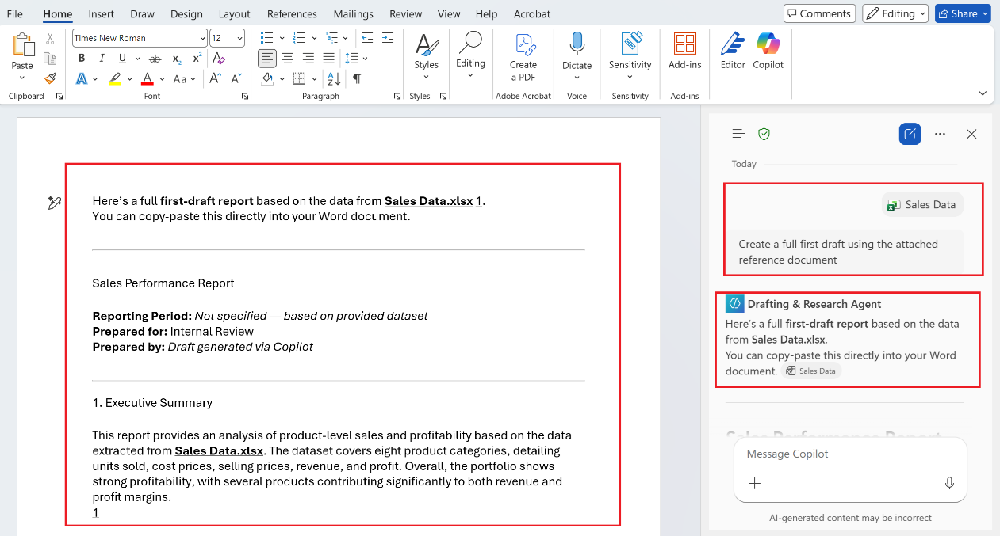 File Home Insert Draw Design Layout References Mailings Review View Help Acrobat Comments Editing Share
Paste
Clipboard
Times New Roman 12
B I U ab x₂ x²
A A Aa A A
Font
A Z
Paragraph
Styles
Styles
Editing
Create
a PDF
Adobe Acrobat
Dictate
Voice
Sensitivity
Sensitivity
Add-ins
Add-ins
Editor
Copilot
Here’s a full first-draft report based on the data from Sales Data.xlsx 1.
You can copy-paste this directly into your Word document.
Sales Performance Report
Reporting Period: Not specified — based on provided dataset
Prepared for: Internal Review
Prepared by: Draft generated via Copilot
1. Executive Summary
This report provides an analysis of product-level sales and profitability based on the data
extracted from Sales Data.xlsx. The dataset covers eight product categories, detailing
units sold, cost prices, selling prices, revenue, and profit. Overall, the portfolio shows
strong profitability, with several products contributing significantly to both revenue and
profit margins.
1
Today
Sales Data
Create a full first draft using the attached
reference document
Drafting & Research Agent
Here’s a full first-draft report based on the data
from Sales Data.xlsx.
You can copy-paste this directly into your Word
document. Sales Data
Sales Performance Report
Message Copilot
AI-generated content may be incorrect